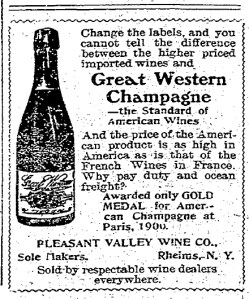 Change the labels, and you
cannot tell the difference
between the higher priced
imported wines and
Great Western
Champagne
—the Standard of
American Wines
And the price of the Ameri-
can product is as high in
America as is that of the
French Wines in France.
Why pay duty and ocean
freight?
Awarded only GOLD
MEDAL for Amer-
can Champagne at
Paris, 1900.
PLEASANT VALLEY WINE CO.,
Sole Makers. Rheims, N. Y.
Sold by respectable wine dealers
everywhere.
Great Western